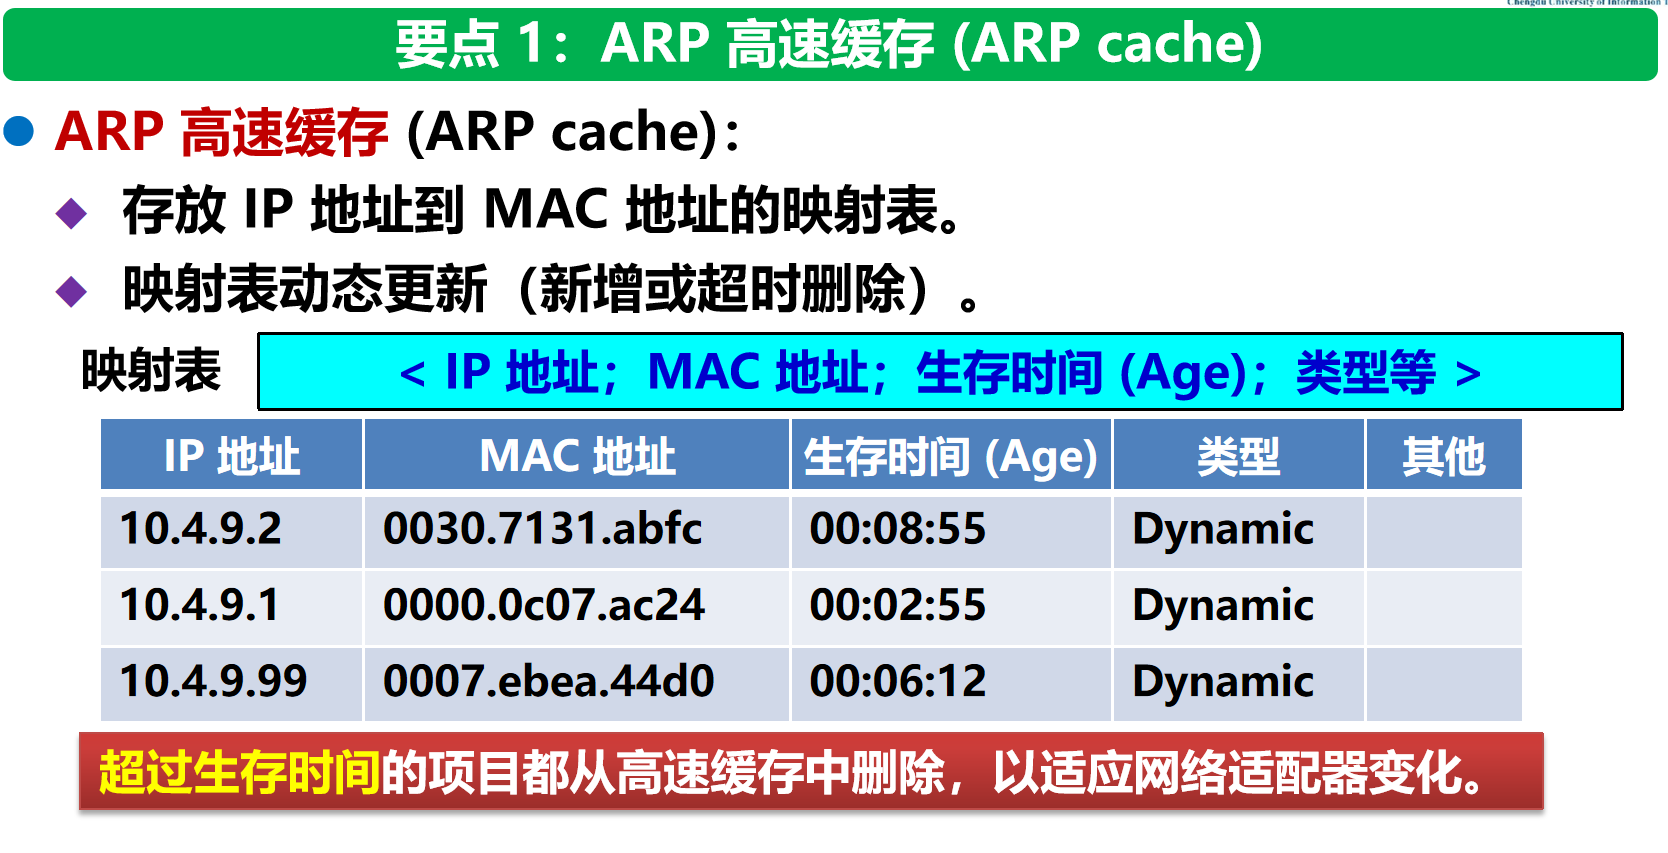 Chengdu University of Information T
要点 1：ARP 高速缓存 (ARP cache)
ARP 高速缓存 (ARP cache)：
存放 IP 地址到 MAC 地址的映射表。
映射表动态更新（新增或超时删除）。
映射表 < IP 地址；MAC 地址；生存时间 (Age)；类型等 >
IP 地址 MAC 地址 生存时间 (Age) 类型 其他
10.4.9.2 0030.7131.abfc 00:08:55 Dynamic
10.4.9.1 0000.0c07.ac24 00:02:55 Dynamic
10.4.9.99 0007.ebea.44d0 00:06:12 Dynamic
超过生存时间的项目都从高速缓存中删除，以适应网络适配器变化。